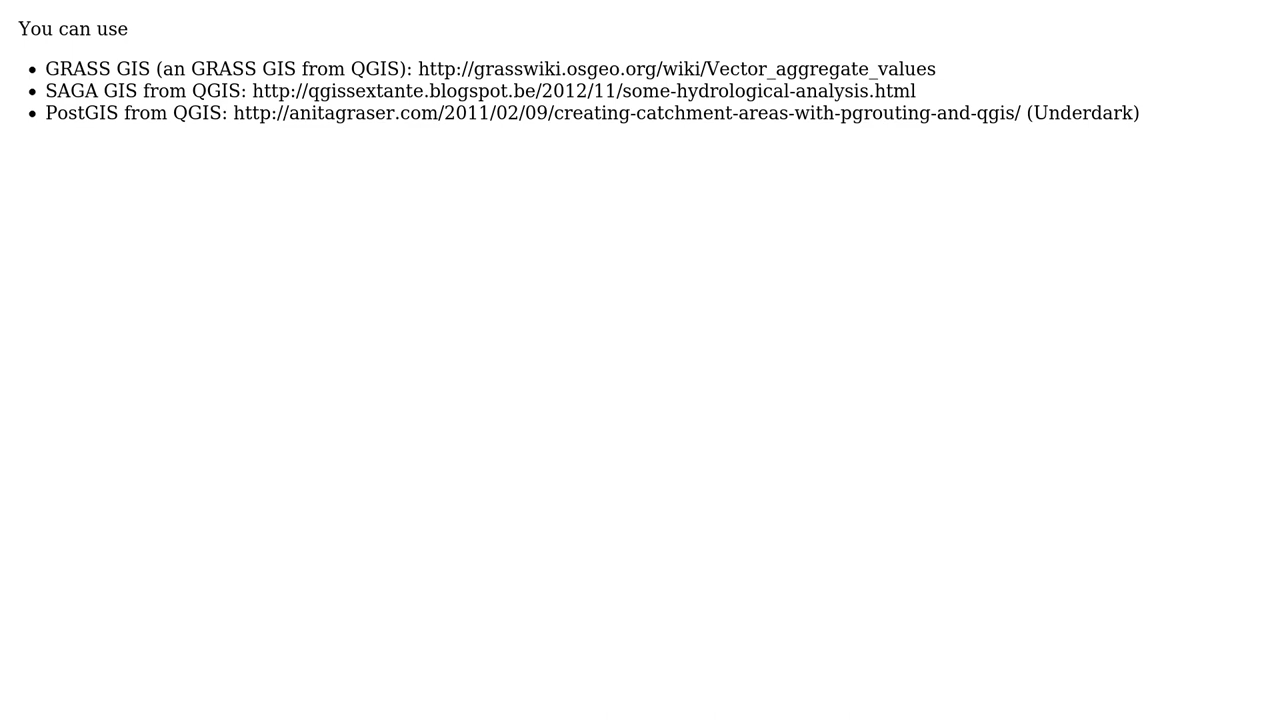 You can use
• GRASS GIS (an GRASS GIS from QGIS): http://grasswiki.osgeo.org/wiki/Vector_aggregate_values
• SAGA GIS from QGIS: http://qgissextante.blogspot.be/2012/11/some-hydrological-analysis.html
• PostGIS from QGIS: http://anitagraser.com/2011/02/09/creating-catchment-areas-with-pgrouting-and-qgis/ (Underdark)